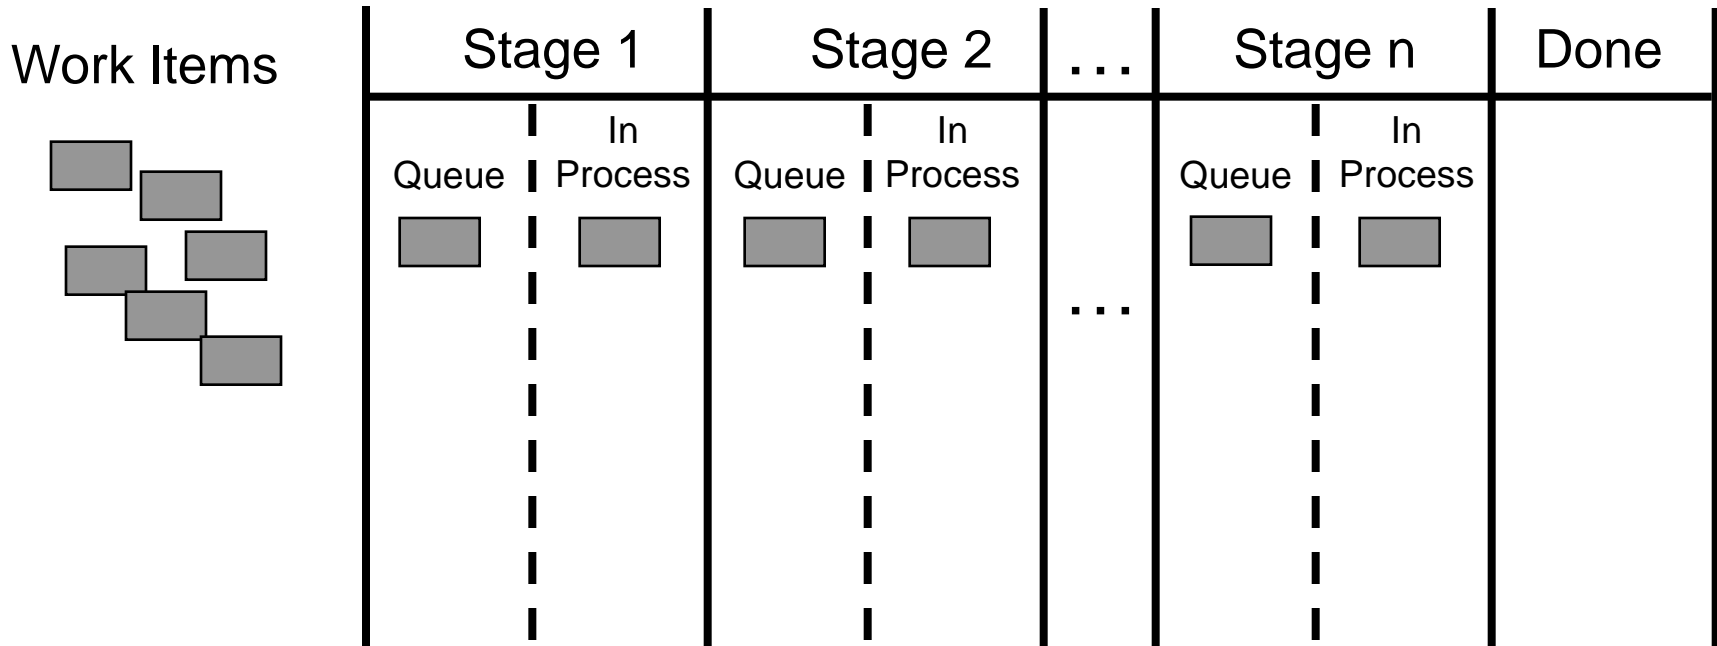 Work Items
Stage 1
Stage 2
...
Stage n
Done
Queue
In
Process
Queue
In
Process
...
Queue
In
Process